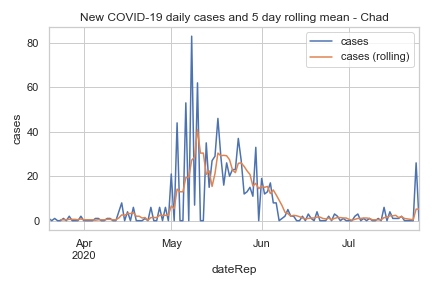 New COVID-19 daily cases and 5 day rolling mean - Chad
cases
cases (rolling)
80
60
40
20
0
cases
Apr
2020
May
Jun
Jul
dateRep